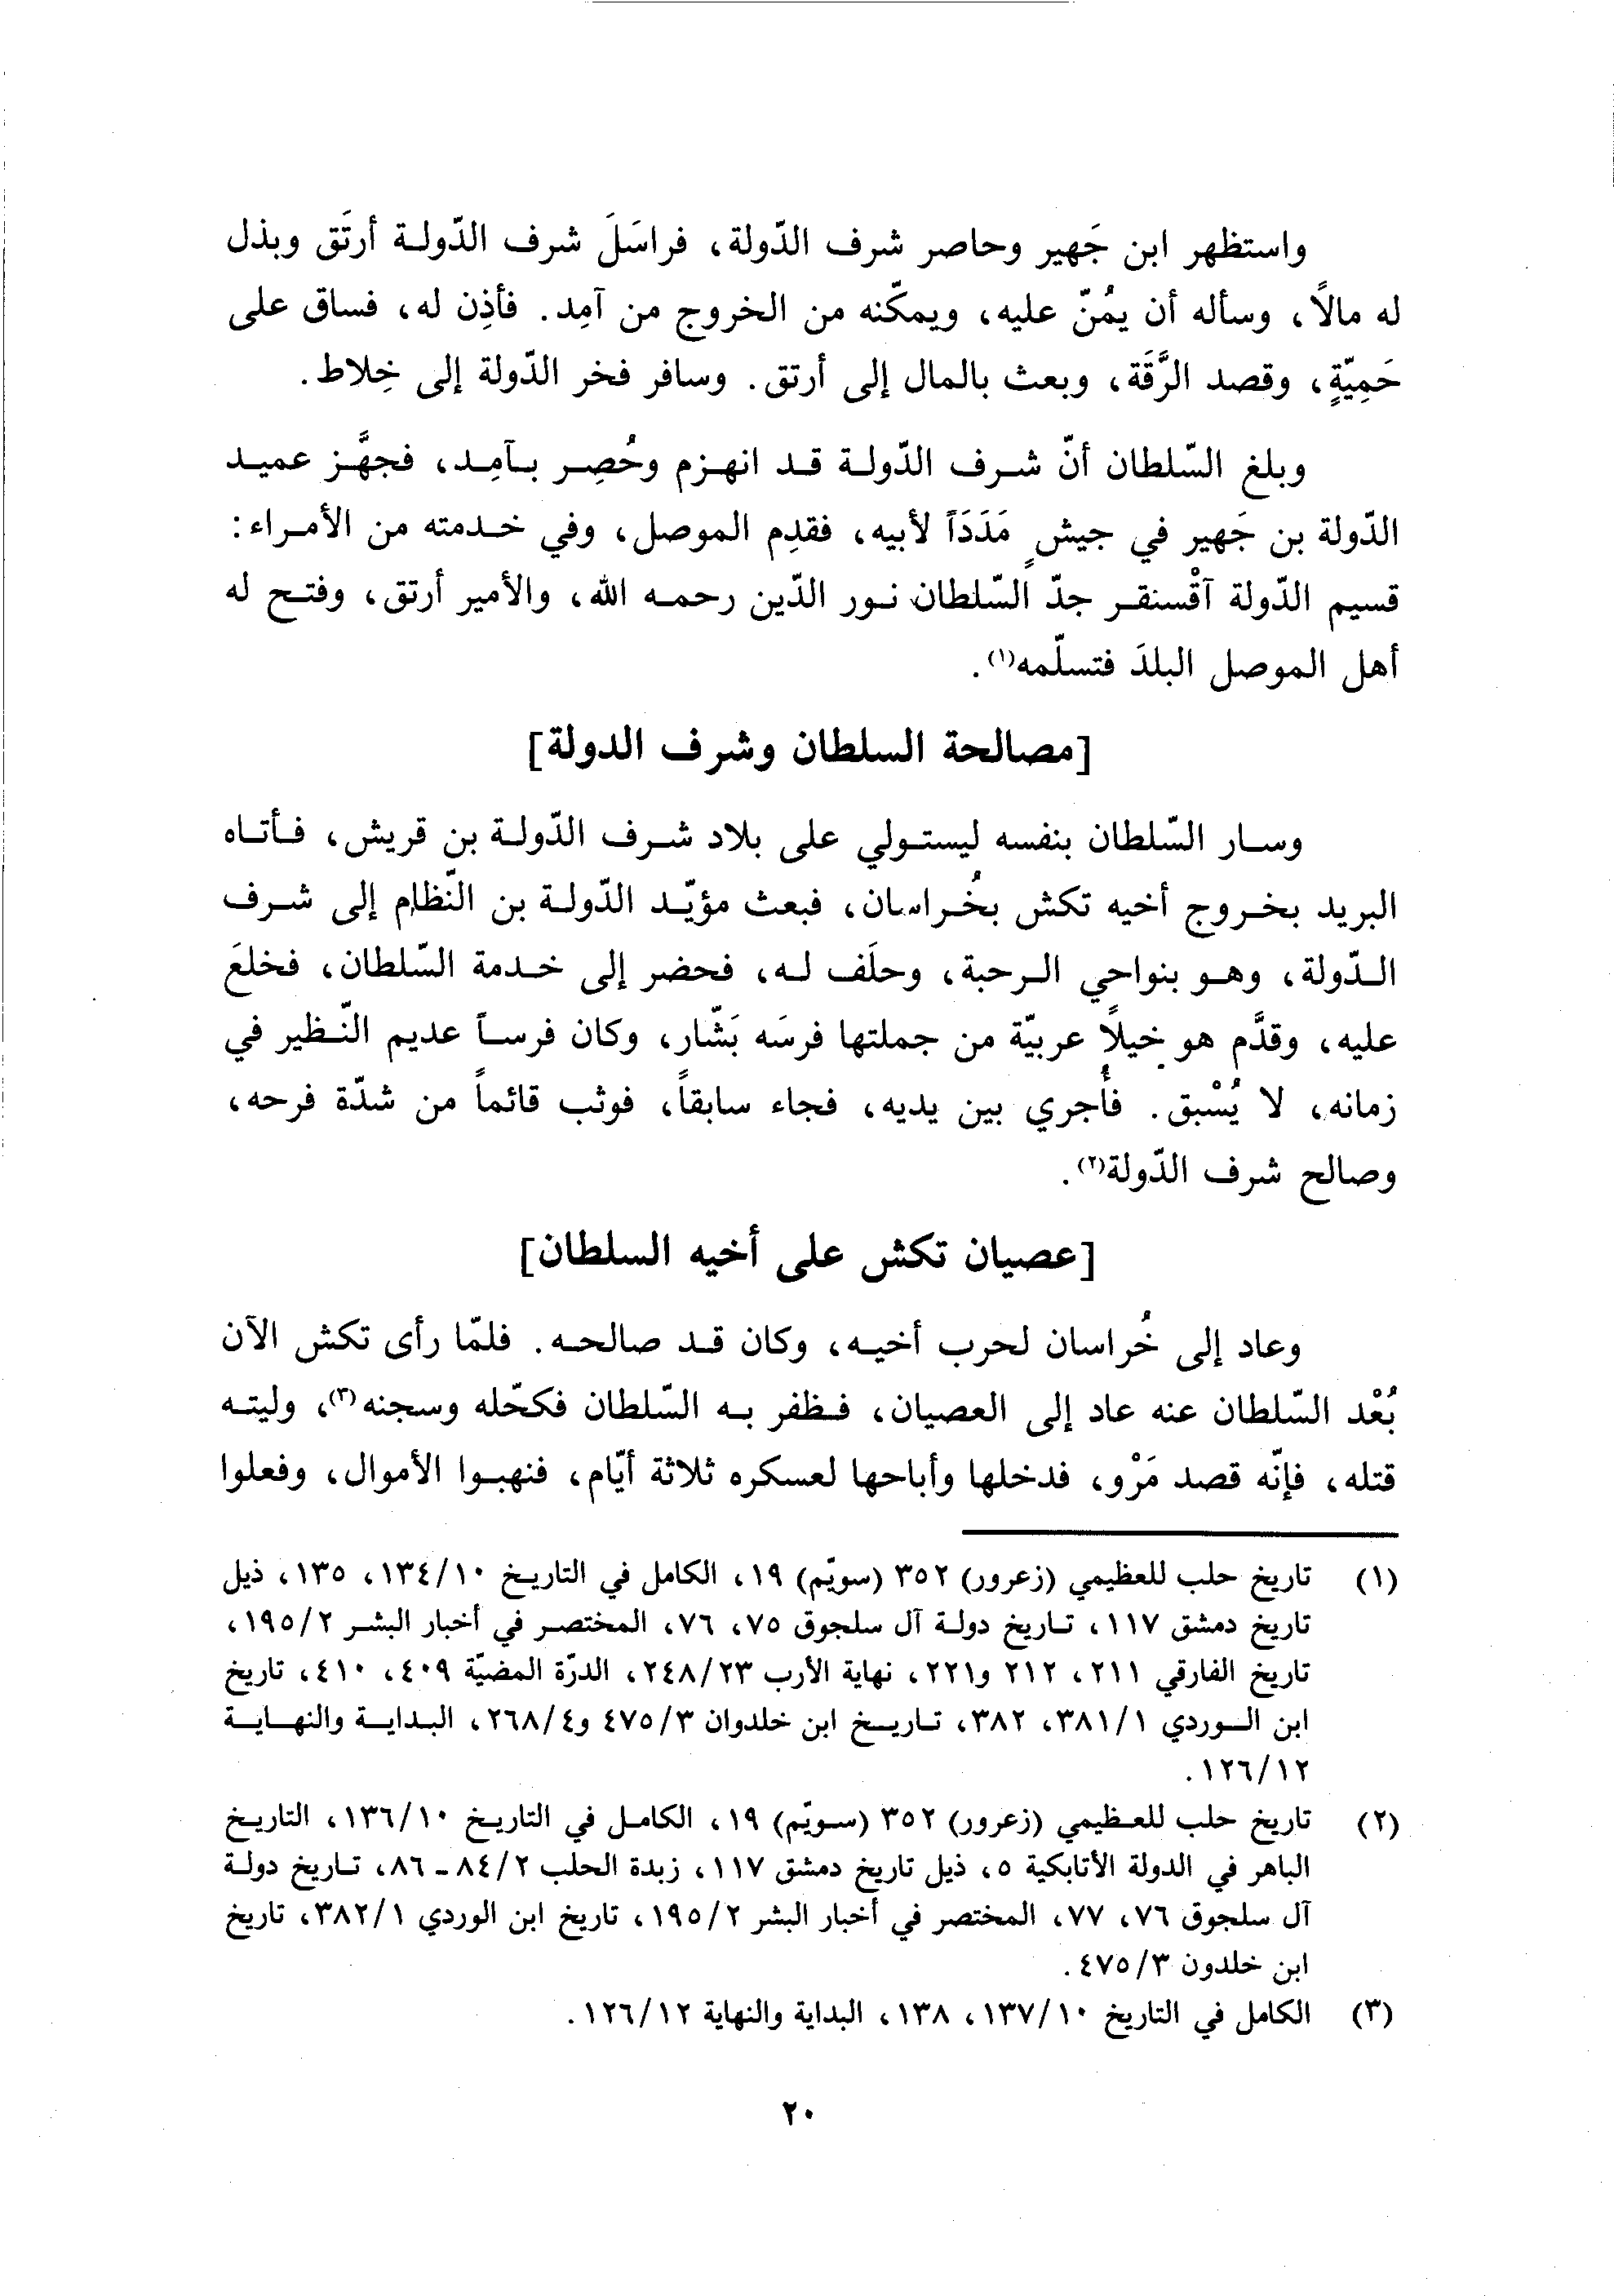 واستظهر ابن جَهير وحاصر شرف الدّولة، فراسَلَ شرف الدّولة أرتَق وبذل
له مالاً، وسأله أن يمُنّ عليه، ويمكّنه من الخروج من آمِد. فأذِن له، فساق على
حَمِيّةٍ، وقصد الرَّقَة، وبعث بالمال إلى أرتق. وسافر فخر الدّولة إلى خِلاط.
وبلغ السّلطان أنّ شرف الدّولة قد انهزم وحُصِر بآمِد، فجهَّز عميد
الدّولة بن جَهير في جيشٍ مَدَدَاً لأبيه، فقدِم الموصل، وفي خدمته من الأمراء:
قسيم الدّولة آقْسنقر جدّ السّلطان نور الدّين رحمه الله، والأمير أرتق، وفتح له
أهل الموصل البلدَ فتسلّمه(١).
[مصالحة السلطان وشرف الدولة]
وسار السّلطان بنفسه ليستولي على بلاد شرف الدّولة بن قريش، فأتاه
البريد بخروج أخيه تكش بخُراسان، فبعث مؤيّد الدّولة بن النّظام إلى شرف
الدّولة، وهو بنواحي الرحبة، وحلَف له، فحضر إلى خدمة السّلطان، فخلعَ
عليه، وقدَّم هو خيلاً عربيّة من جملتها فرسَه بَشّار، وكان فرساً عديم النّظير في
زمانه، لا يُسْبق. فأُجري بين يديه، فجاء سابقاً، فوثب قائماً من شدّة فرحه،
وصالح شرف الدّولة(٢).
[عصيان تكش على أخيه السلطان]
وعاد إلى خُراسان لحرب أخيه، وكان قد صالحه. فلمّا رأى تكش الآن
بُعْد السّلطان عنه عاد إلى العصيان، فظفر به السّلطان فكحّله وسجنه(٣)، وليته
قتله، فإنّه قصد مَرْو، فدخلها وأباحها لعسكره ثلاثة أيّام، فنهبوا الأموال، وفعلوا
(١) تاريخ حلب للعظيمي (زعرور) ٣٥٢ (سويّم) ١٩، الكامل في التاريخ ١٣٤/١٠، ١٣٥، ذيل
تاريخ دمشق ١١٧، تاريخ دولة آل سلجوق ٧٥، ٧٦، المختصر في أخبار البشر ١٩٥/٢،
تاريخ الفارقي ٢١١، ٢١٢ و٢٢١، نهاية الأرب ٢٤٨/٢٣، الدرّة المضيّة ٤٠٩، ٤١٠، تاريخ
ابن الوردي ٣٨١/١، ٣٨٢، تاريخ ابن خلدوان ٤٧٥/٣ و٢٦٨/٤، البداية والنهاية
١٢٦/١٢.
(٢) تاريخ حلب للعظيمي (زعرور) ٣٥٢ (سويّم) ١٩، الكامل في التاريخ ١٣٦/١٠، التاريخ
الباهر في الدولة الأتابكية ٥، ذيل تاريخ دمشق ١١٧، زبدة الحلب ٨٤/٢ - ٨٦، تاريخ دولة
آل سلجوق ٧٦، ٧٧، المختصر في أخبار البشر ١٩٥/٢، تاريخ ابن الوردي ٣٨٢/١، تاريخ
ابن خلدون ٤٧٥/٣.
(٣) الكامل في التاريخ ١٣٧/١٠، ١٣٨، البداية والنهاية ١٢٦/١٢.
٢٠